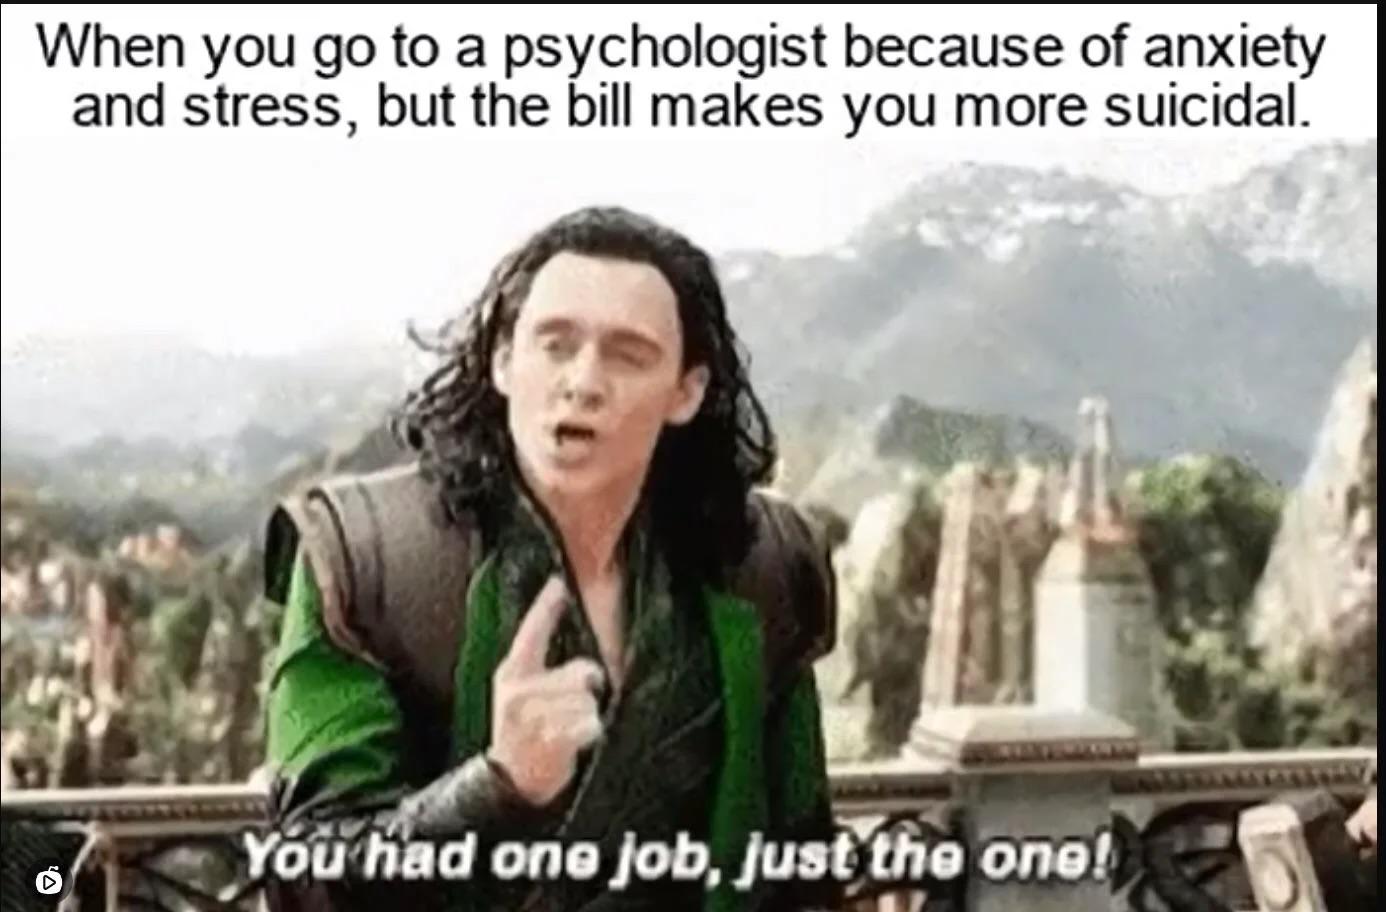 When you go to a psychologist because of anxiety
and stress, but the bill makes you more suicidal.
You had one job, just the one!